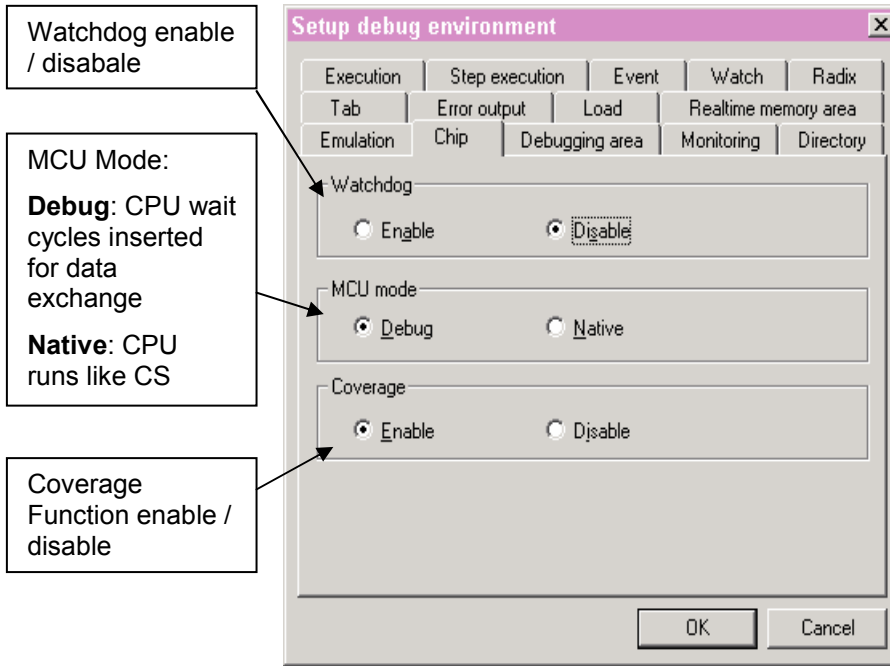 Watchdog enable
/ disabale
MCU Mode:
Debug: CPU wait
cycles inserted
for data
exchange
Native: CPU
runs like CS
Coverage
Function enable /
disable
Setup debug environment
Execution Step execution Event Watch Radix
Tab Error output Load Realtime memory area
Emulation Chip Debugging area Monitoring Directory
Watchdog
Enable Disable
MCU mode
Debug Native
Coverage
Enable Disable
OK Cancel